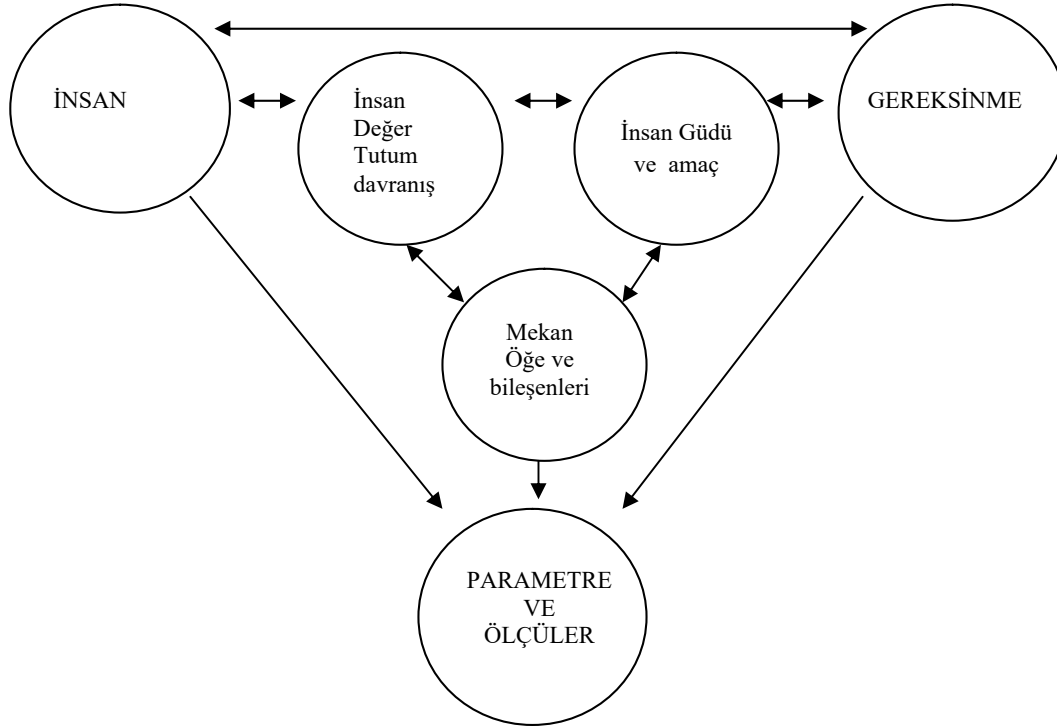 İNSAN
İnsan
Değer
Tutum
davranış
İnsan Güdü
ve amaç
GEREKSİNME
Mekan
Öğe ve
bileşenleri
PARAMETRE
VE
ÖLÇÜLER